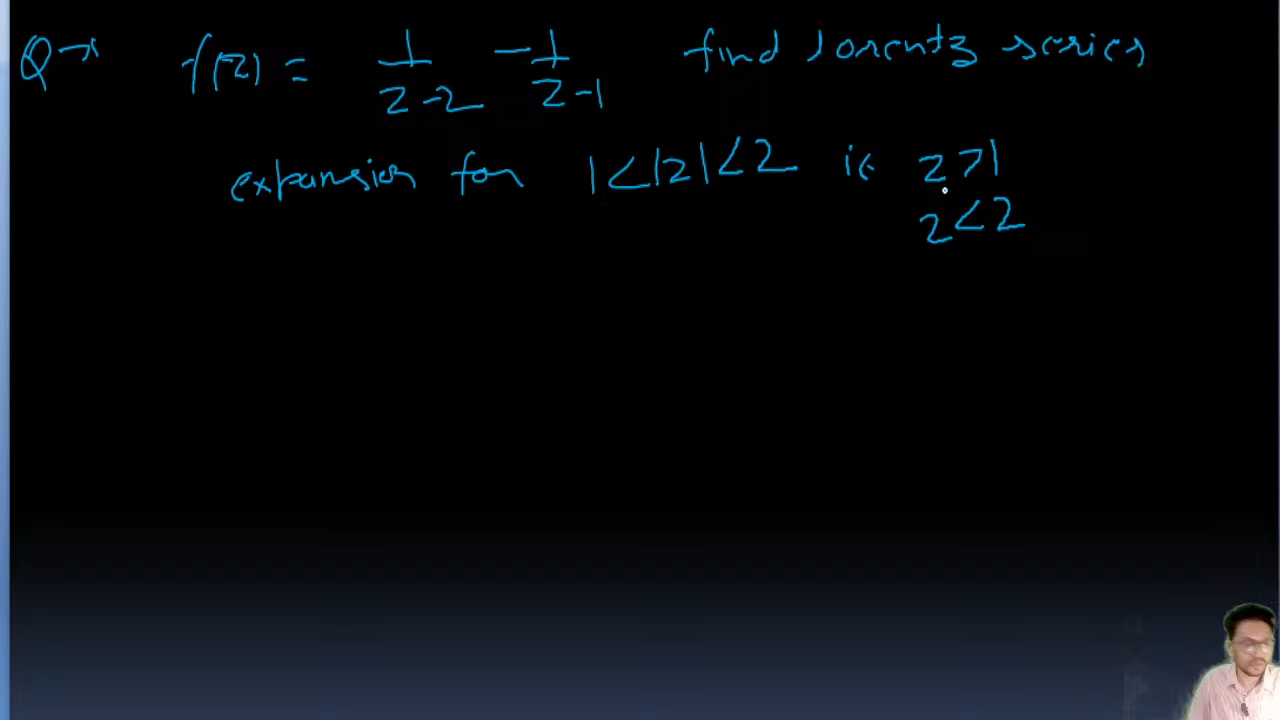 Q→ f(z) = 1/(z-2) - 1/(z-1) find lorentz series
expansion for 1<|z|<2 ie z>1
z<2